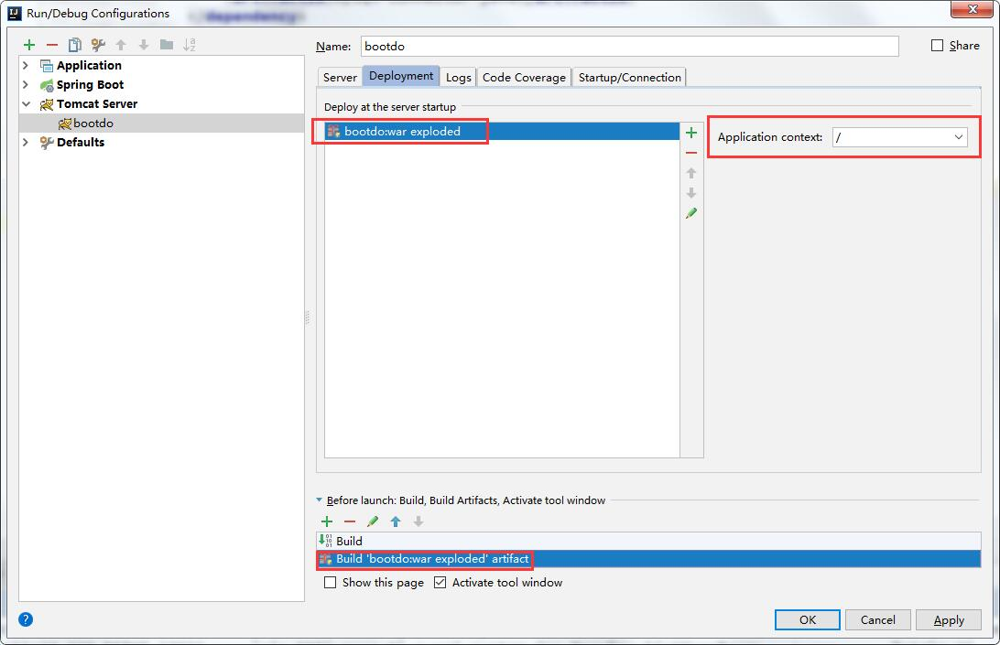 Run/Debug Configurations
</dependency>
Name: bootdo
Share
Application
Spring Boot
Tomcat Server
bootdo
Defaults
Server Deployment Logs Code Coverage Startup/Connection
Deploy at the server startup
bootdo:war exploded
Application context: /
Before launch: Build, Build Artifacts, Activate tool window
Build
Build 'bootdo:war exploded' artifact
Show this page Activate tool window
?
OK Cancel Apply